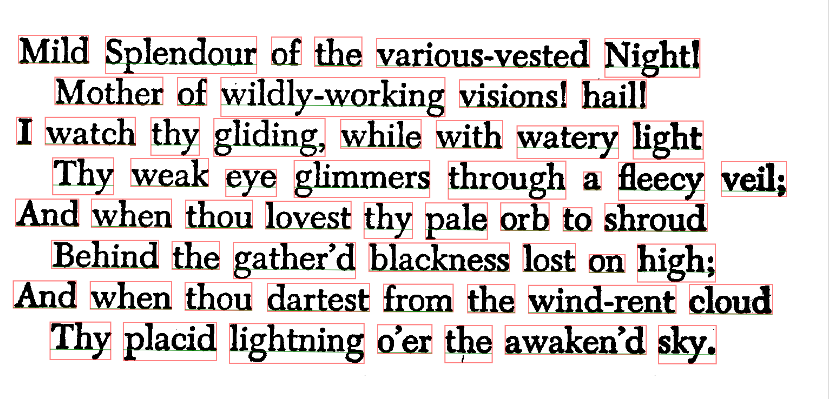 Mild Splendour of the various-vested Night!
Mother of wildly-working visions! hail!
I watch thy gliding, while with watery light
Thy weak eye glimmers through a fleecy veil;
And when thou lovest thy pale orb to shroud
Behind the gather'd blackness lost on high;
And when thou dartest from the wind-rent cloud
Thy placid lightning o'er the awaken'd sky.